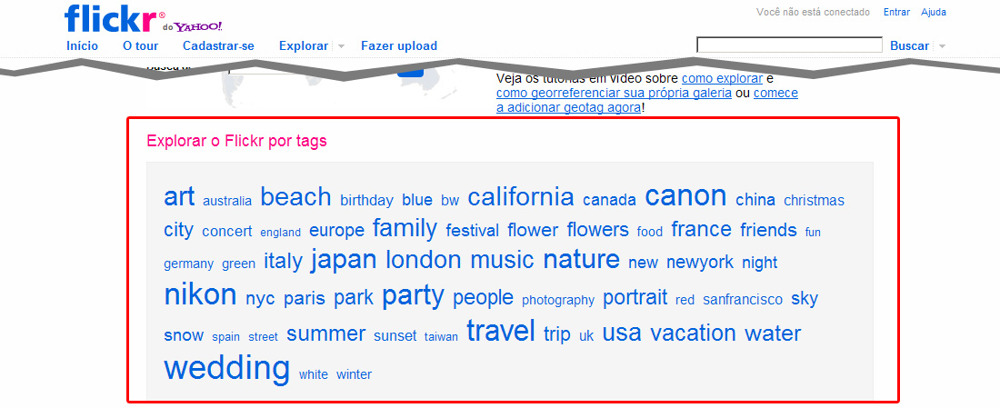 flickr® do YAHOO!
Você não está conectado Entrar Ajuda
Início O tour Cadastrar-se Explorar Fazer upload Buscar
Veja os tutoriais em vídeo sobre como explorar e
como georreferenciar sua própria galeria ou comece
a adicionar geotag agora!
Explorar o Flickr por tags
art australia beach birthday blue bw california canada canon china christmas
city concert england europe family festival flower flowers food france friends fun
germany green italy japan london music nature new newyork night
nikon nyc paris park party people photography portrait red sanfrancisco sky
snow spain street summer sunset taiwan travel trip uk usa vacation water
wedding white winter